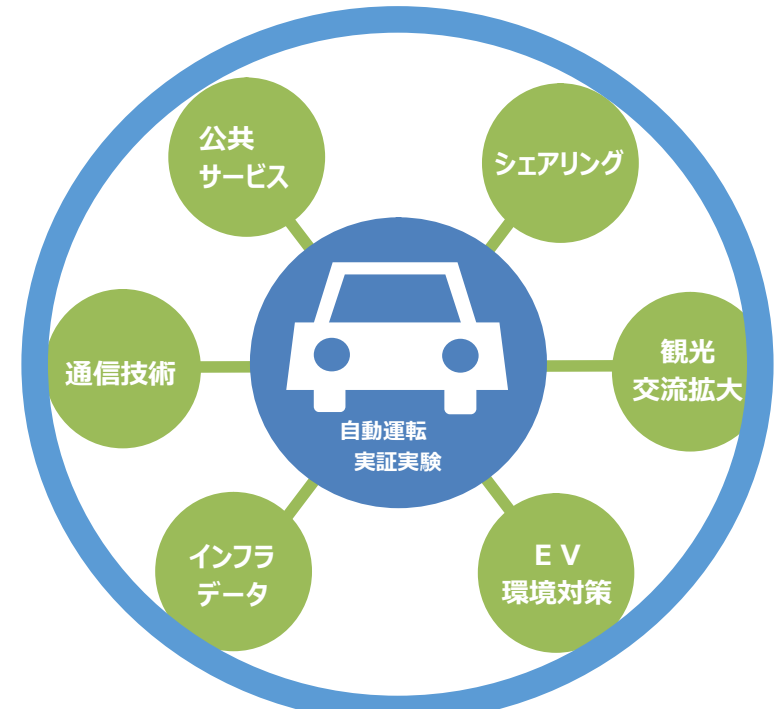 公共
サービス
シェアリング
通信技術
観光
交流拡大
自動運転
実証実験
インフラ
データ
ＥＶ
環境対策